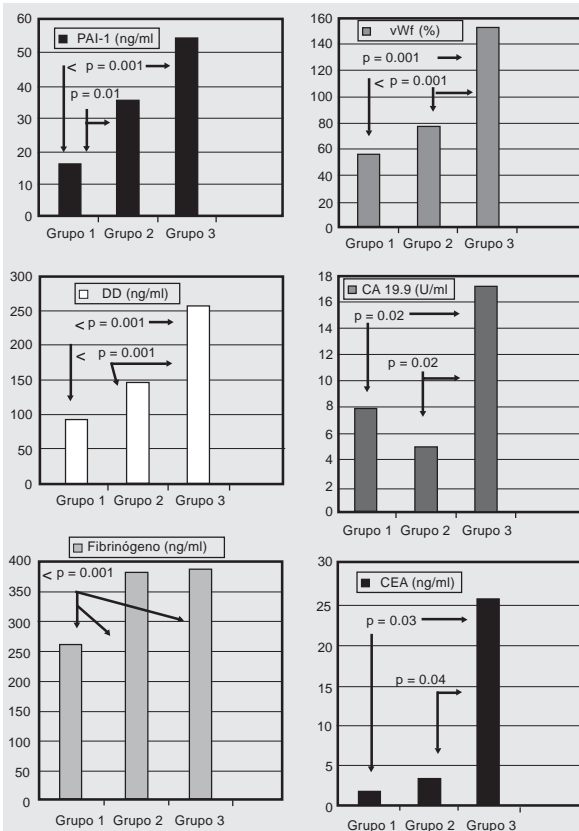 PAI-1 (ng/ml
60
50
40
30
20
10
0
< p = 0.001
p = 0.01
Grupo 1 Grupo 2 Grupo 3
vWf (%)
160
140
120
100
80
60
40
20
0
p = 0.001
< p = 0.001
<
Grupo 1 Grupo 2 Grupo 3
DD (ng/ml)
300
250
200
150
100
50
0
< p = 0.001
< p = 0.001
Grupo 1 Grupo 2 Grupo 3
CA 19.9 (U/ml
18
16
14
12
10
8
6
4
2
0
p = 0.02
p = 0.02
Grupo 1 Grupo 2 Grupo 3
Fibrinógeno (ng/ml)
400
350
300
250
200
150
100
50
0
< p = 0.001
Grupo 1 Grupo 2 Grupo 3
CEA (ng/ml)
25
20
15
10
5
0
p = 0.03
p = 0.04
Grupo 1 Grupo 2 Grupo 3